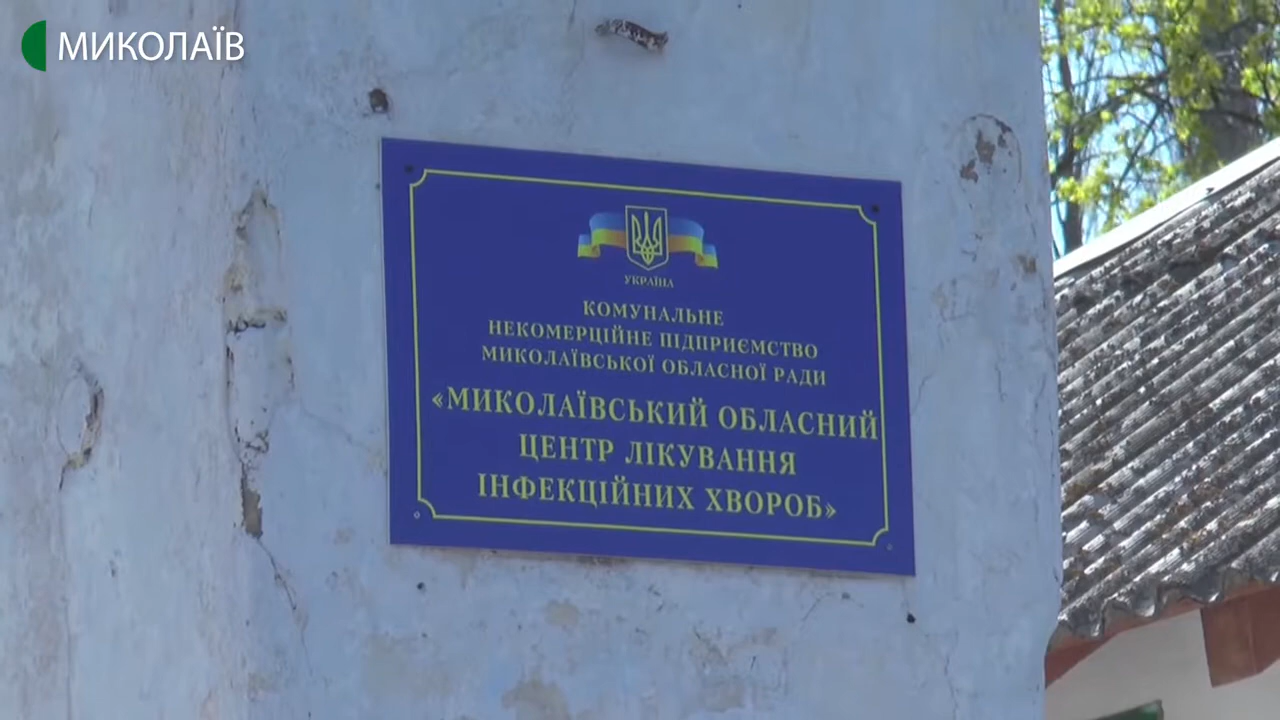 МИКОЛАЇВ
УКРАЇНА
КОМУНАЛЬНЕ
НЕКОМЕРЦІЙНЕ ПІДПРИЄМСТВО
МИКОЛАЇВСЬКОЇ ОБЛАСНОЇ РАДИ
«МИКОЛАЇВСЬКИЙ ОБЛАСНИЙ
ЦЕНТР ЛІКУВАННЯ
ІНФЕКЦІЙНИХ ХВОРОБ»